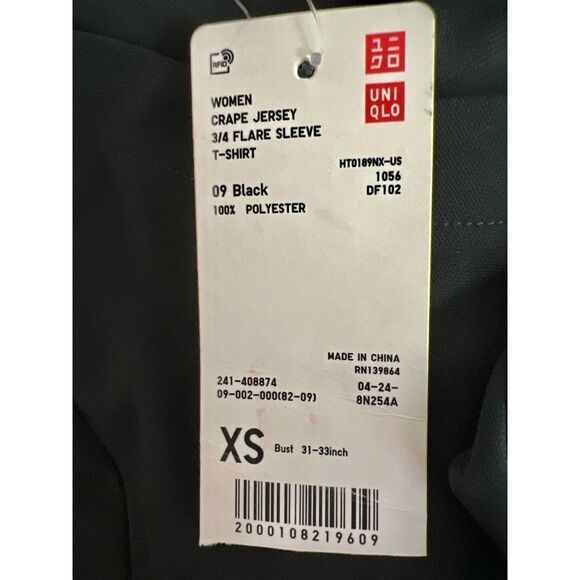 RFID
ユニ
クロ
UNI
QLO
WOMEN
CRAPE JERSEY
3/4 FLARE SLEEVE
T-SHIRT
HT0189NX-US
1056
09 Black
DF102
100% POLYESTER
MADE IN CHINA
RN139864
241-408874
04-24-
09-002-000(82-09)
8N254A
XS Bust 31-33inch
2000108219609